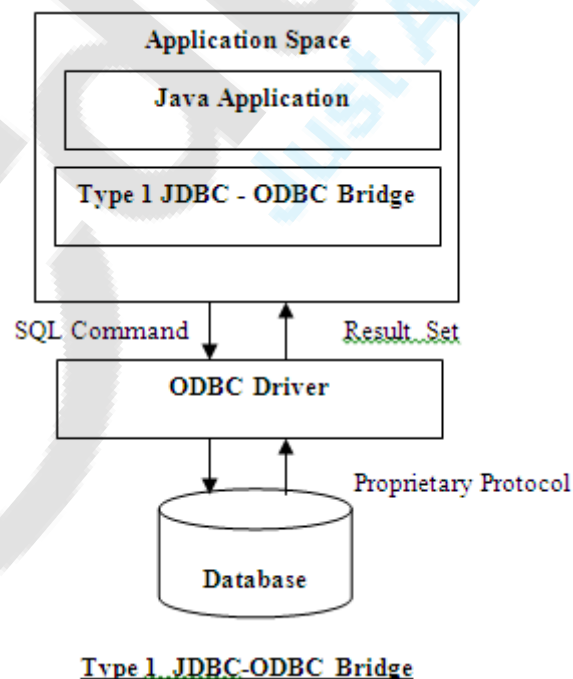 Application Space
Java Application
Type 1 JDBC - ODBC Bridge
SQL Command
Result Set
ODBC Driver
Proprietary Protocol
Database
Type 1 JDBC-ODBC Bridge
Just